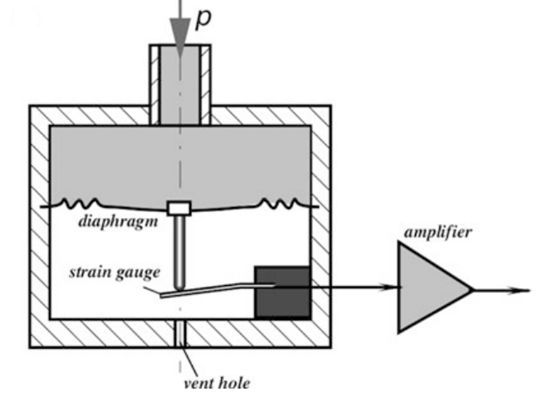 p
diaphragm
strain gauge
amplifier
vent hole